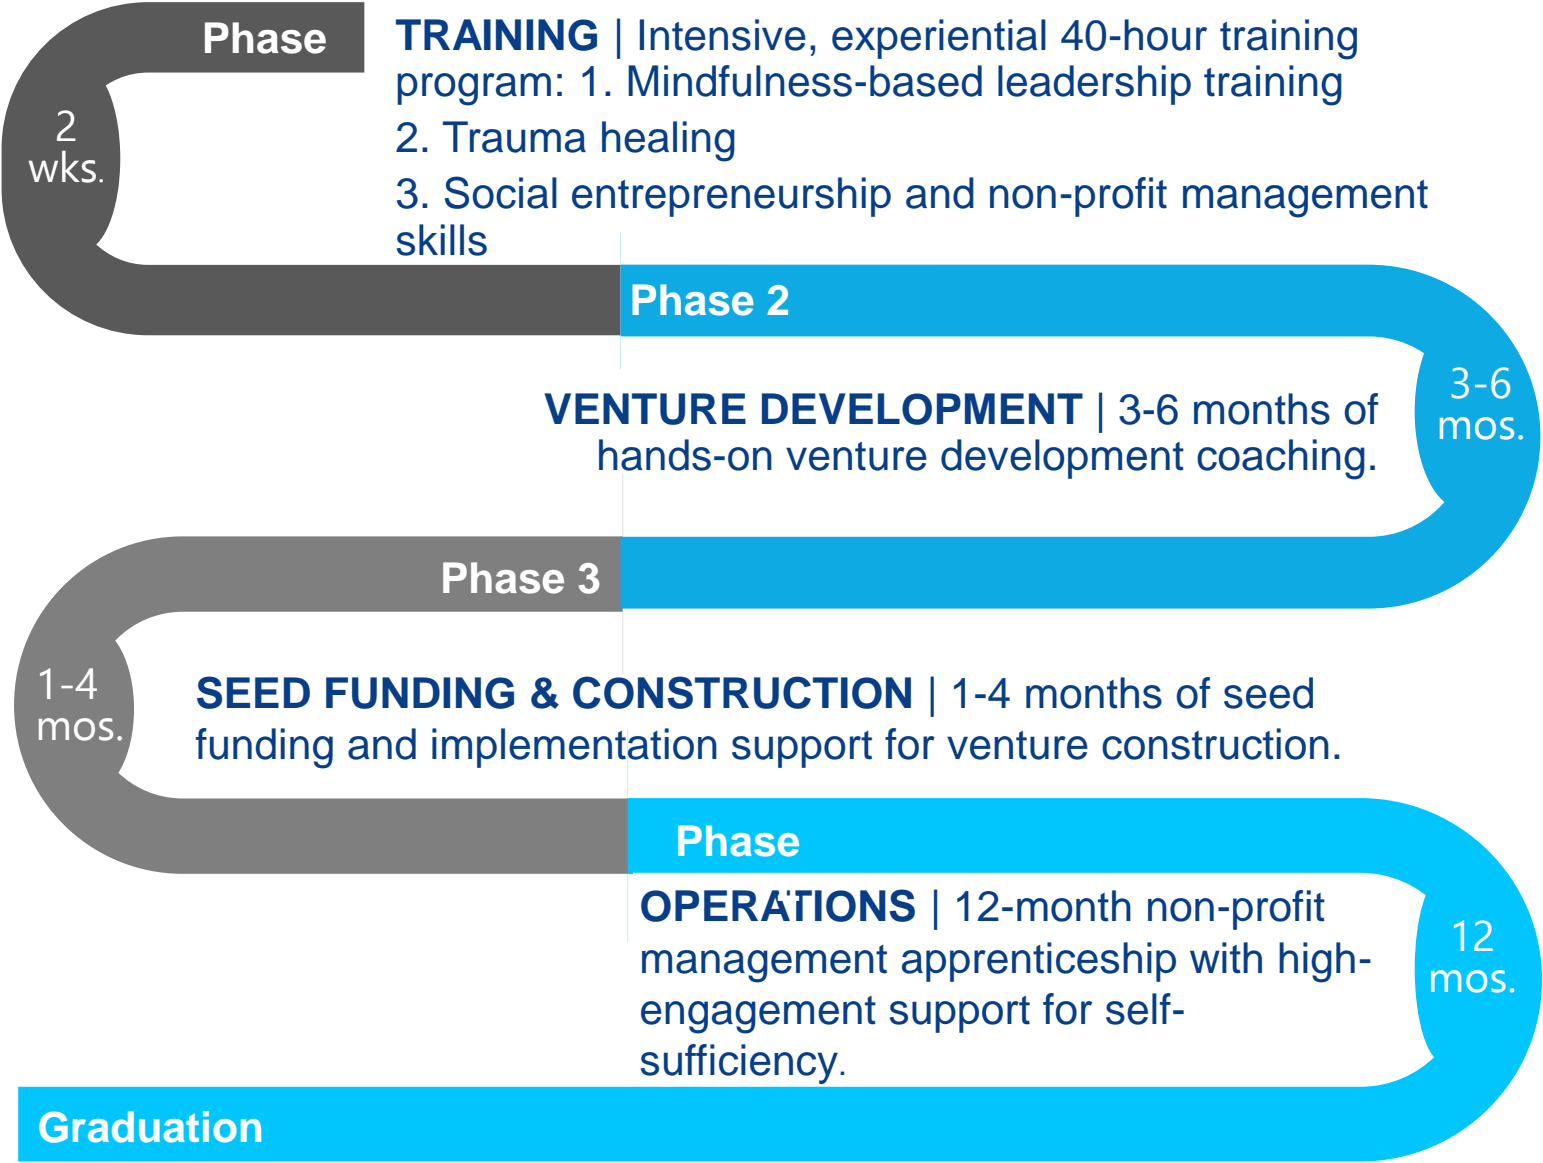 Phase
TRAINING | Intensive, experiential 40-hour training
program: 1. Mindfulness-based leadership training
2. Trauma healing
3. Social entrepreneurship and non-profit management
skills
2
wks.
Phase 2
VENTURE DEVELOPMENT | 3-6 months of
hands-on venture development coaching.
3-6
mos.
Phase 3
SEED FUNDING & CONSTRUCTION | 1-4 months of seed
funding and implementation support for venture construction.
1-4
mos.
Phase
OPERATIONS | 12-month non-profit
management apprenticeship with high-
engagement support for self-
sufficiency.
12
mos.
Graduation